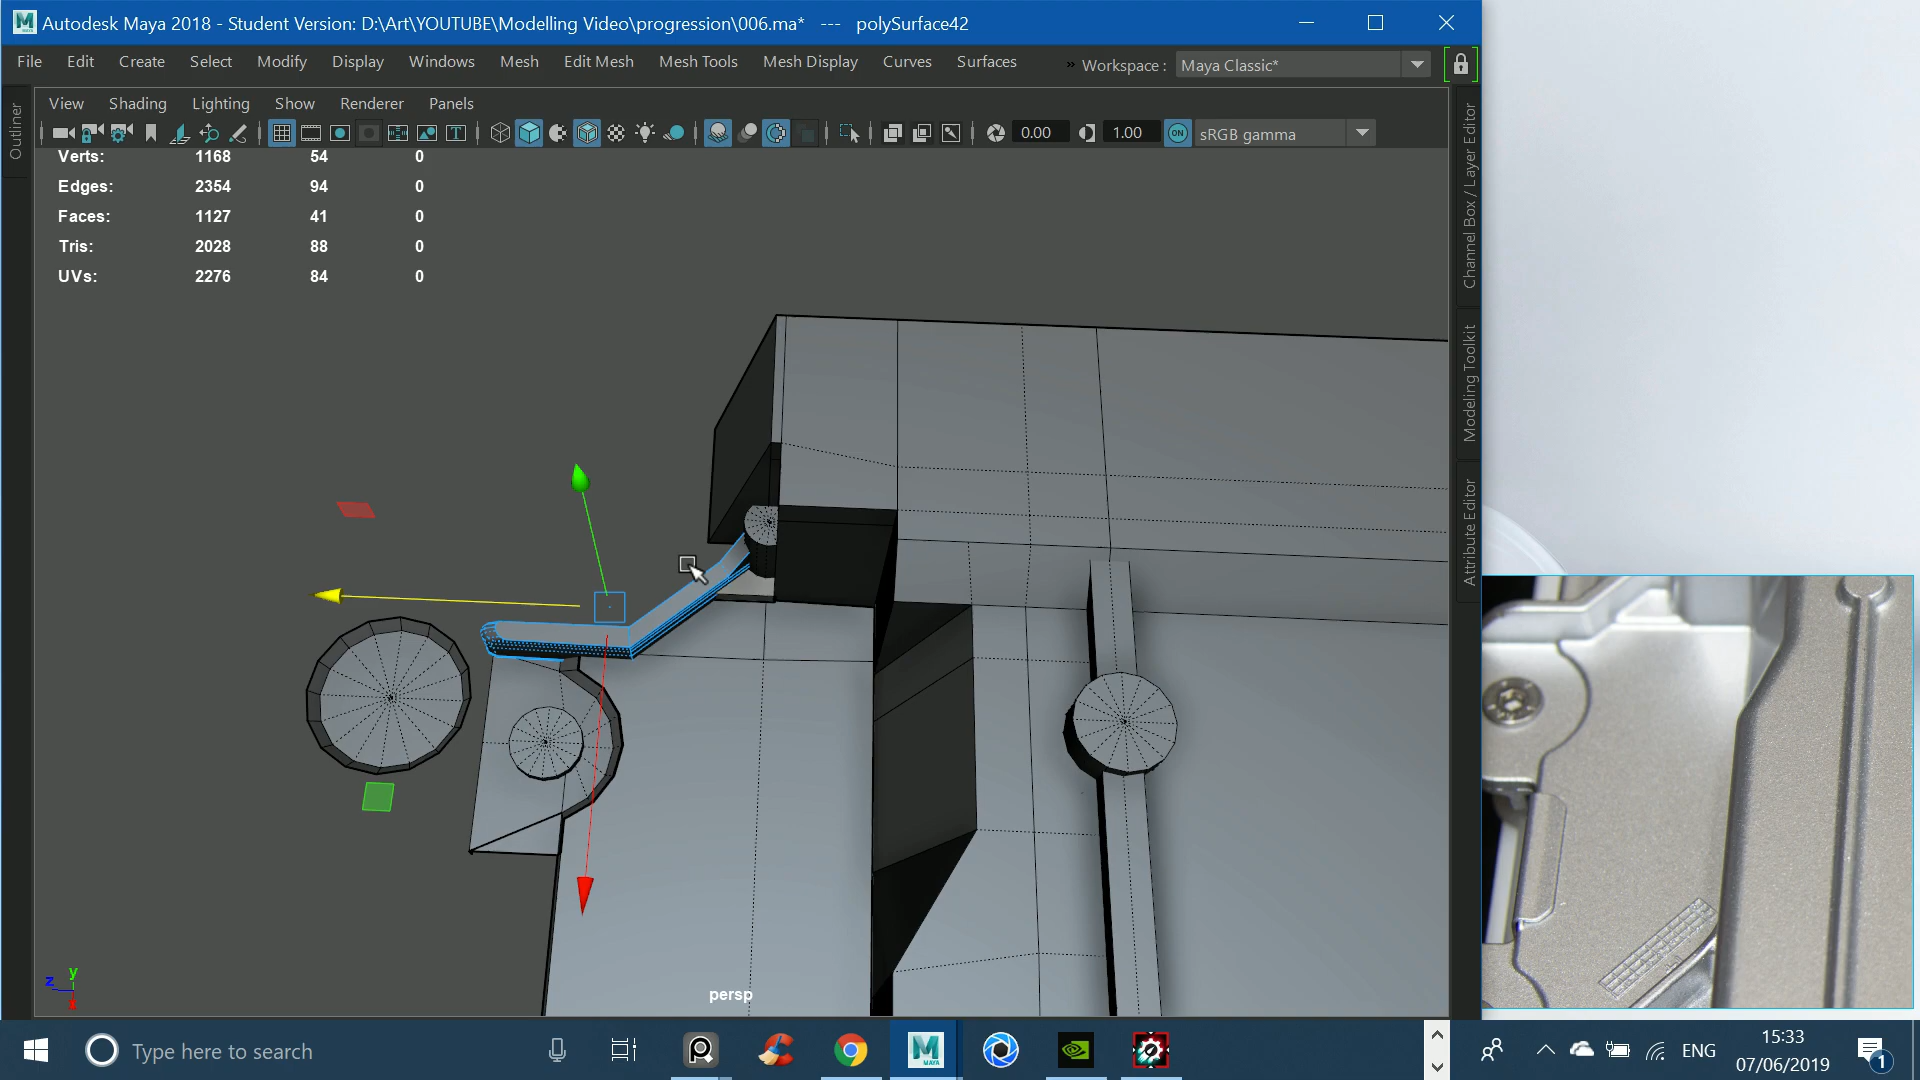 Autodesk Maya 2018 - Student Version: D:\Art\YOUTUBE\Modelling Video\progression\006.ma* --- polySurface42
File Edit Create Select Modify Display Windows Mesh Edit Mesh Mesh Tools Mesh Display Curves Surfaces » Workspace : Maya Classic*
View Shading Lighting Show Renderer Panels
0.00 1.00 ON sRGB gamma
Outliner
Verts: 1168 54 0
Edges: 2354 94 0
Faces: 1127 41 0
Tris: 2028 88 0
UVs: 2276 84 0
Channel Box / Layer Editor
Modeling Toolkit
Attribute Editor
y
z
x
persp
Type here to search
MAYA
ENG
15:33
07/06/2019
1